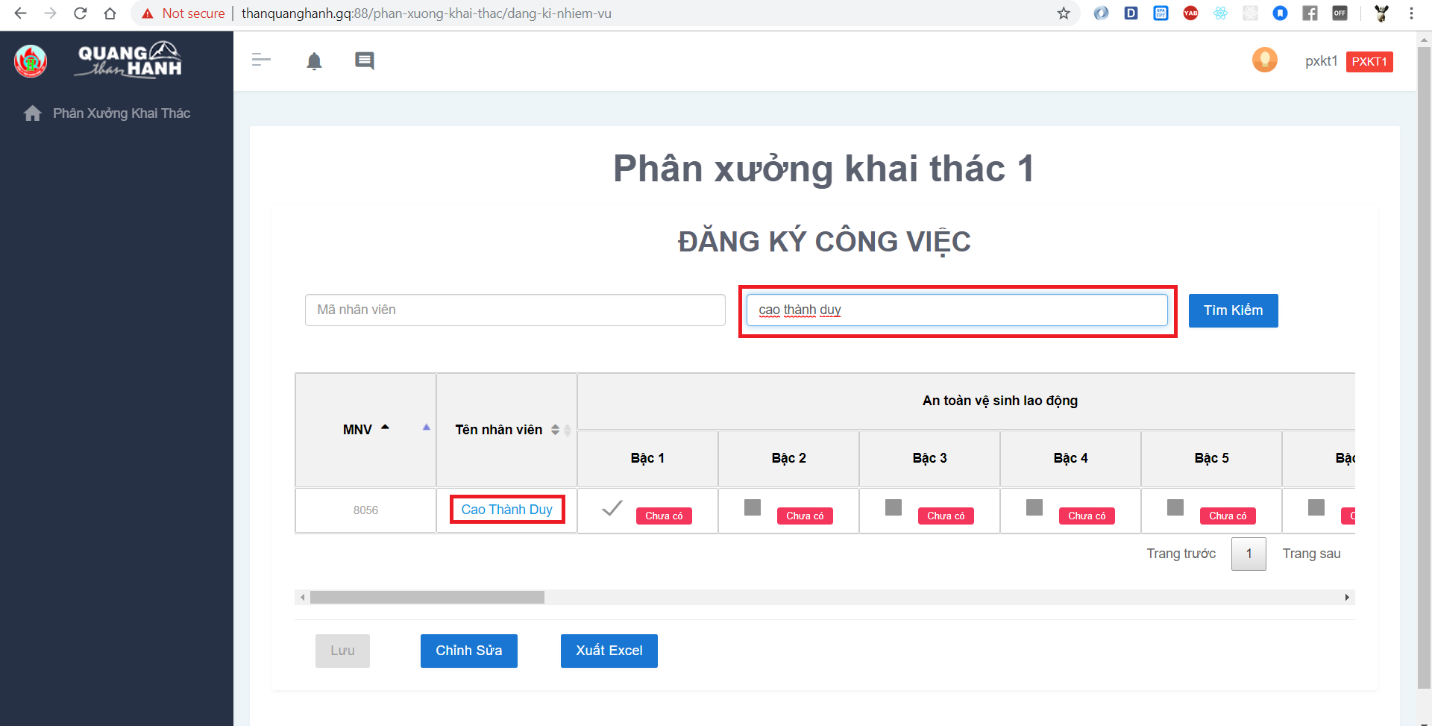 Not secure | thanquanghanh.gq:88/phan-xuong-khai-thac/dang-ki-nhiem-vu
QUANG
than HANH
pxkt1 PXKT1
Phân Xưởng Khai Thác
Phân xưởng khai thác 1
ĐĂNG KÝ CÔNG VIỆC
Mã nhân viên cao thành duy Tìm Kiếm
An toàn vệ sinh lao động
MNV Tên nhân viên
Bậc 1 Bậc 2 Bậc 3 Bậc 4 Bậc 5
8056 Cao Thành Duy Chưa có Chưa có Chưa có Chưa có Chưa có
Trang trước 1 Trang sau
Lưu Chỉnh Sửa Xuất Excel